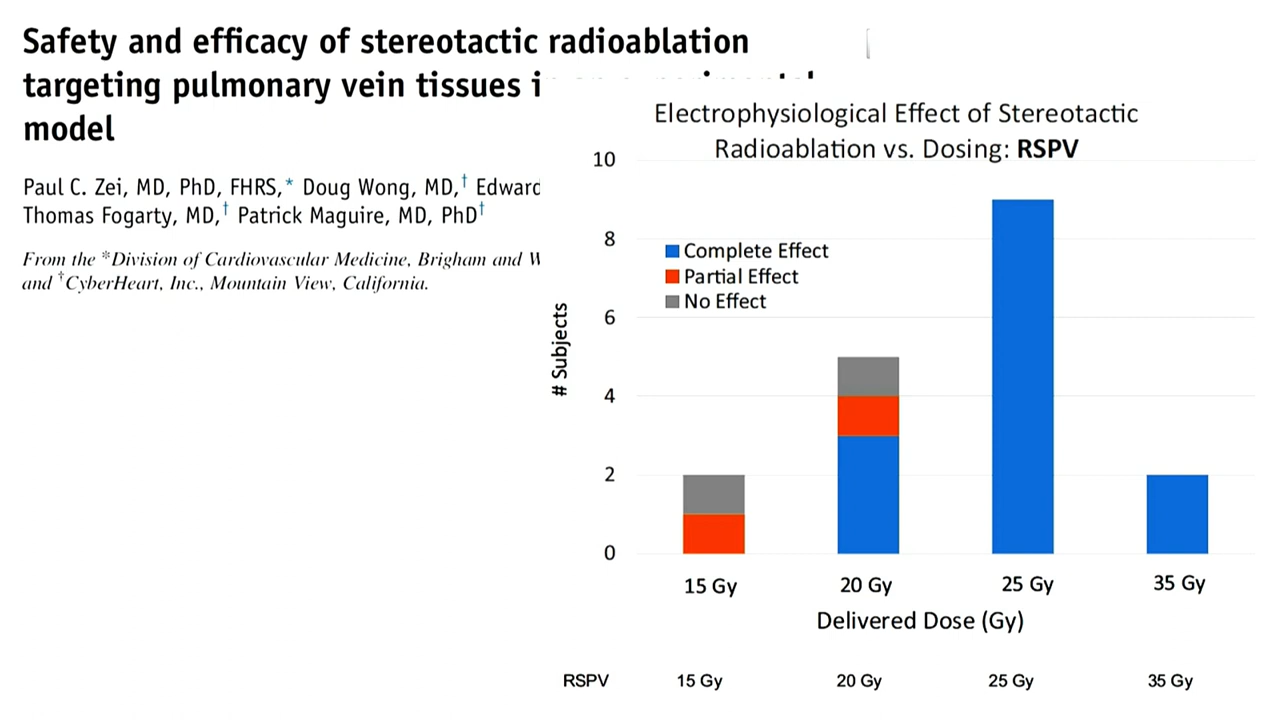 Safety and efficacy of stereotactic radioablation
targeting pulmonary vein tissues
model
Paul C. Zei, MD, PhD, FHRS,* Doug Wong, MD,† Edward
Thomas Fogarty, MD,† Patrick Maguire, MD, PhD†
From the *Division of Cardiovascular Medicine, Brigham and W
and †CyberHeart, Inc., Mountain View, California.
Electrophysiological Effect of Stereotactic
Radioablation vs. Dosing: RSPV
10
8
6
4
2
0
# Subjects
Complete Effect
Partial Effect
No Effect
15 Gy 20 Gy 25 Gy 35 Gy
Delivered Dose (Gy)
RSPV 15 Gy 20 Gy 25 Gy 35 Gy